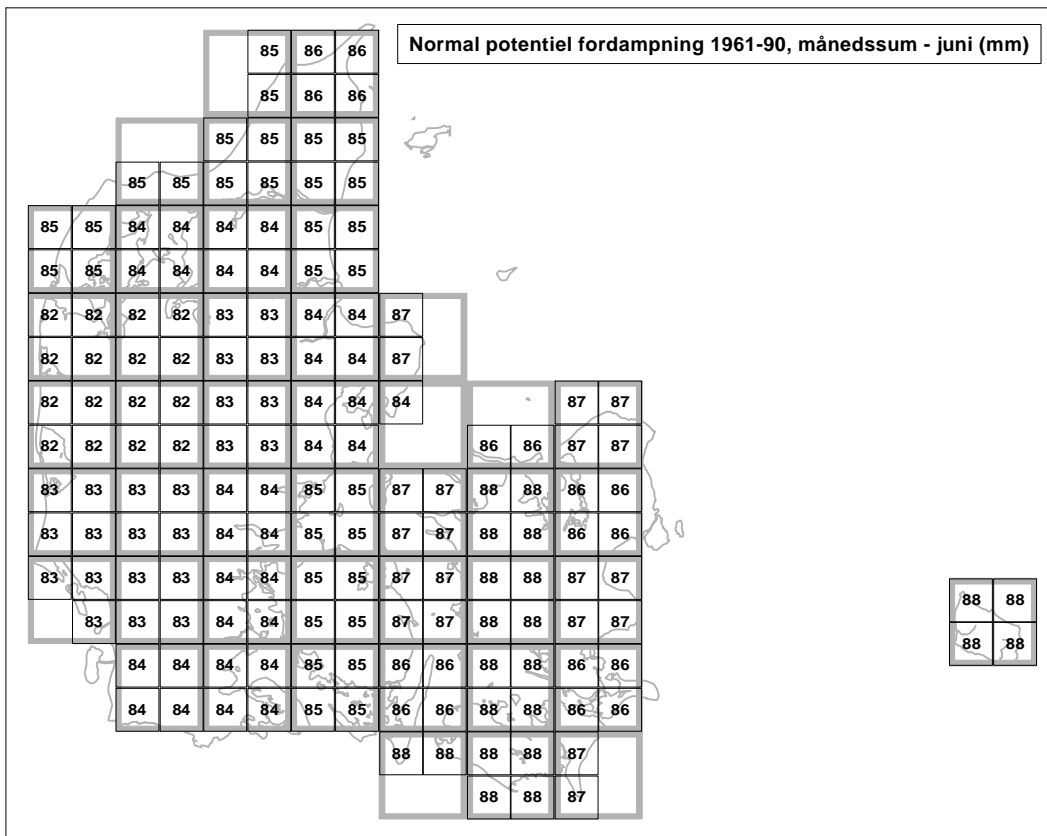 Normal potentiel fordampning 1961-90, månedssum - juni (mm)
85 86 86
85 86 86
85 85 85 85
85 85 85 85 85 85
85 85 84 84 84 84 85 85
85 85 84 84 84 84 85 85
82 82 82 82 83 83 84 84 87
82 82 82 82 83 83 84 84 87
82 82 82 82 83 83 84 84 84 87 87
82 82 82 82 83 83 84 84 86 86 87 87
83 83 83 83 84 84 85 85 87 87 88 88 86 86
83 83 83 83 84 84 85 85 87 87 88 88 86 86
83 83 83 83 84 84 85 85 87 87 88 88 87 87 88 88
83 83 83 84 84 85 85 87 87 88 88 87 87 88 88
84 84 84 84 85 85 86 86 88 88 86 86
84 84 84 84 85 85 86 86 88 88 86 86
88 88 88 88 87
88 88 87